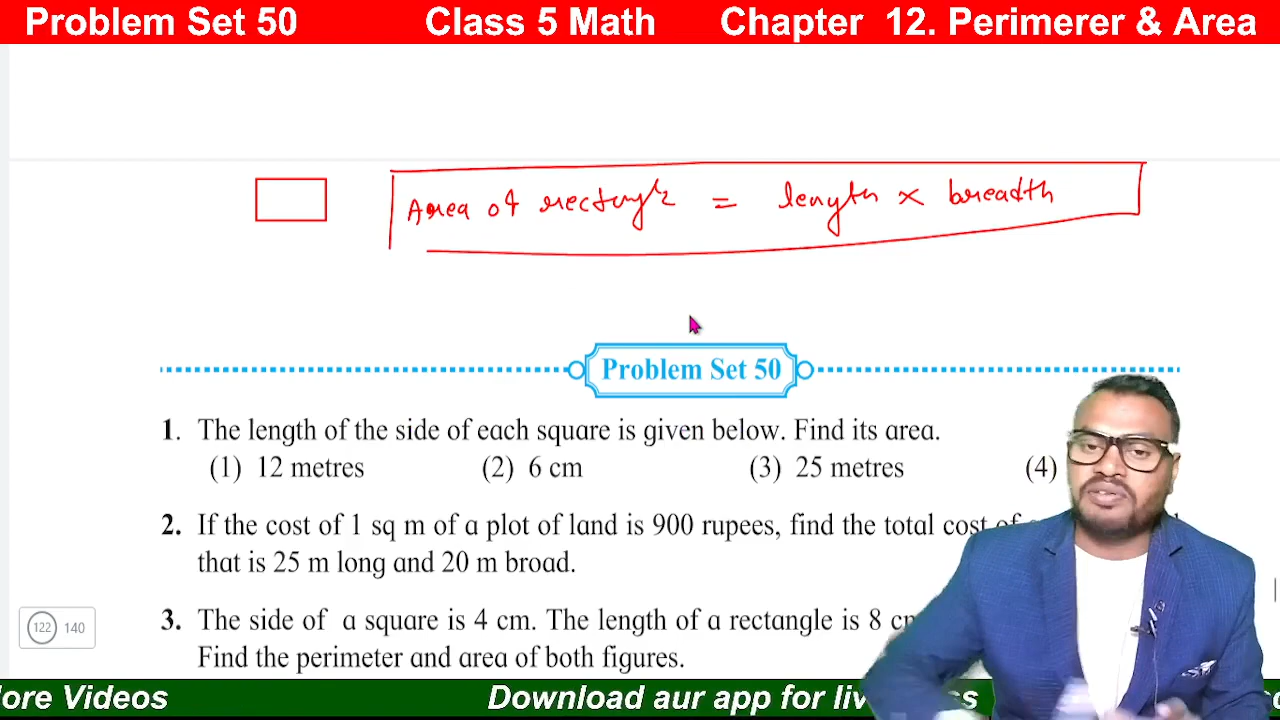 Problem Set 50 Class 5 Math Chapter 12. Perimerer & Area
Area of rectangle = length × breadth
Problem Set 50
1. The length of the side of each square is given below. Find its area.
(1) 12 metres (2) 6 cm (3) 25 metres (4)
2. If the cost of 1 sq m of a plot of land is 900 rupees, find the total cost of
that is 25 m long and 20 m broad.
3. The side of a square is 4 cm. The length of a rectangle is 8
Find the perimeter and area of both figures.
122 140
ore Videos Download aur app for liv